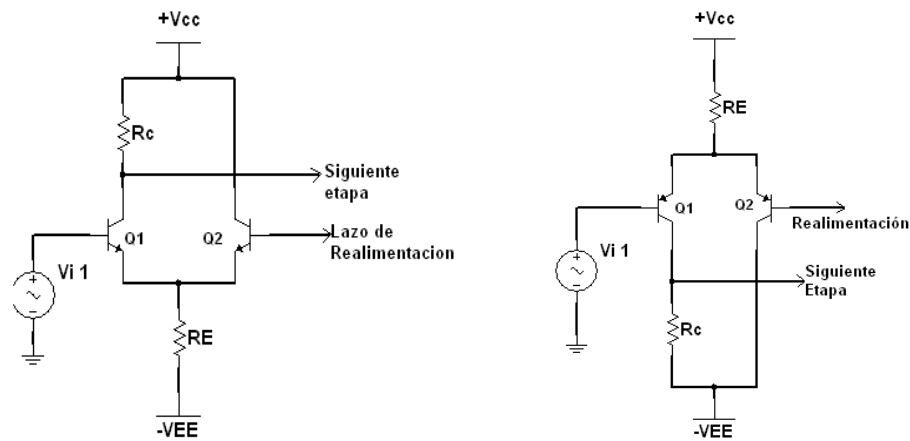 +Vcc
Rc
Siguiente
etapa
Q1
Q2
Lazo de
Realimentacion
Vi 1
RE
-VEE
+Vcc
RE
Q1
Q2
Realimentación
Vi 1
Siguiente
Etapa
Rc
-VEE